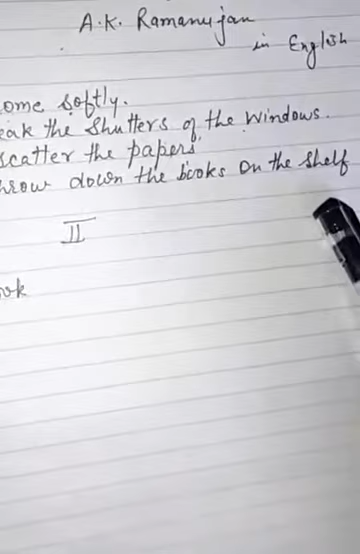 A.K. Ramanujan
in English
ome softly.
eak the Shutters of the Windows.
scatter the papers,
hrow down the books on the shelf
II
ok